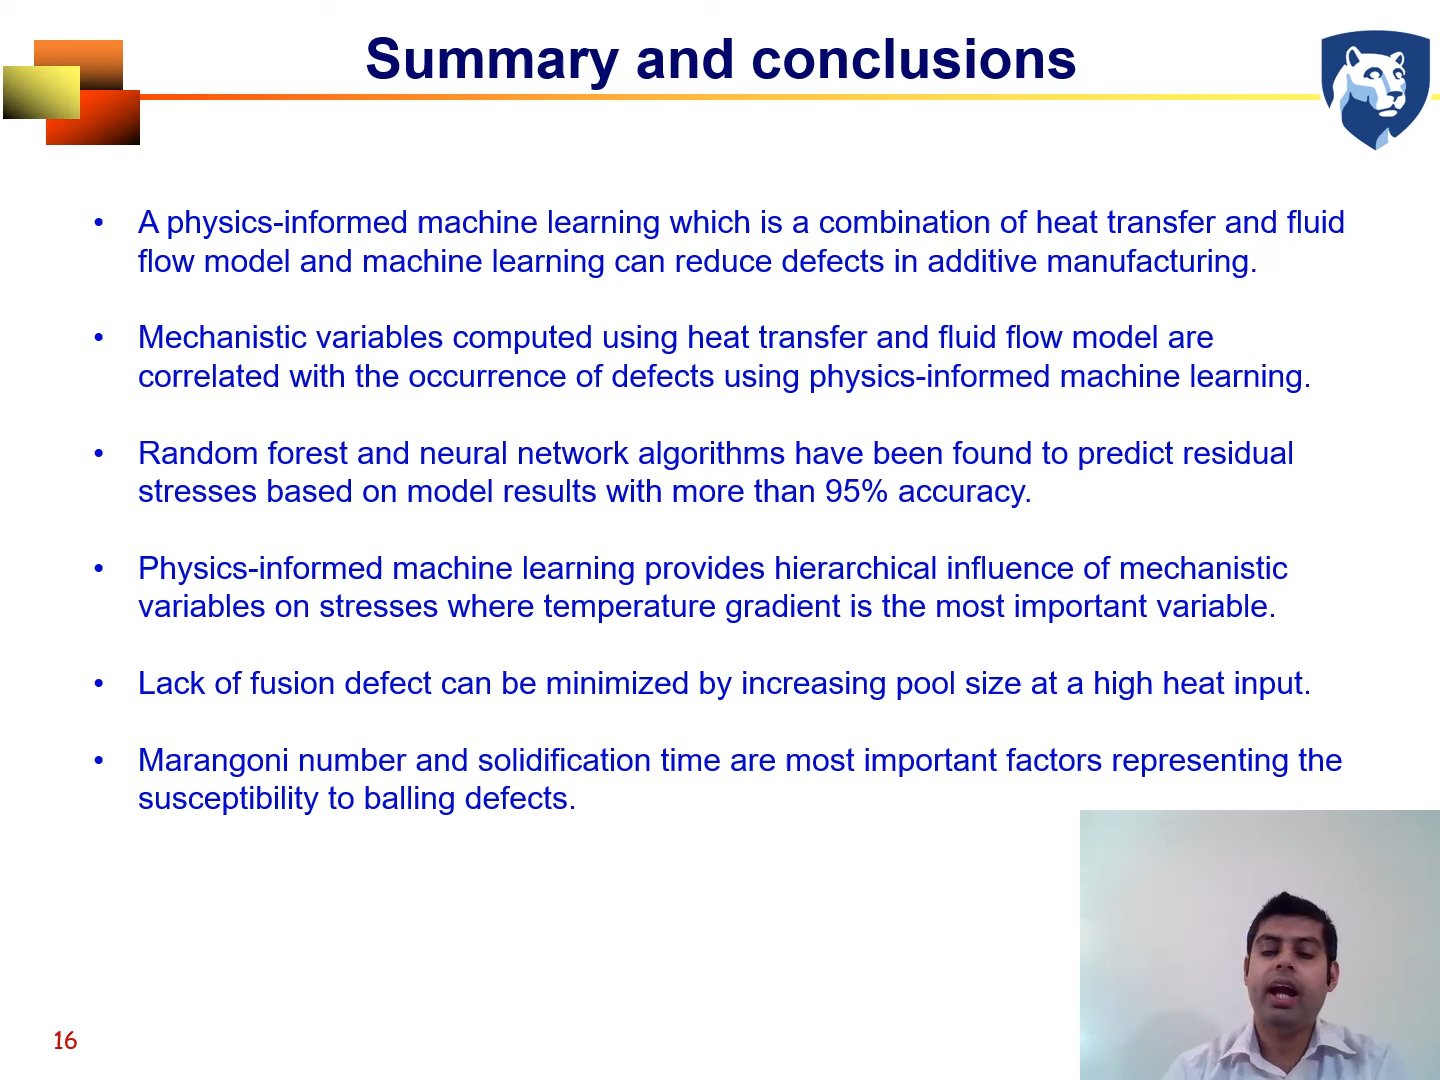 Summary and conclusions
• A physics-informed machine learning which is a combination of heat transfer and fluid
flow model and machine learning can reduce defects in additive manufacturing.
• Mechanistic variables computed using heat transfer and fluid flow model are
correlated with the occurrence of defects using physics-informed machine learning.
• Random forest and neural network algorithms have been found to predict residual
stresses based on model results with more than 95% accuracy.
• Physics-informed machine learning provides hierarchical influence of mechanistic
variables on stresses where temperature gradient is the most important variable.
• Lack of fusion defect can be minimized by increasing pool size at a high heat input.
• Marangoni number and solidification time are most important factors representing the
susceptibility to balling defects.
16